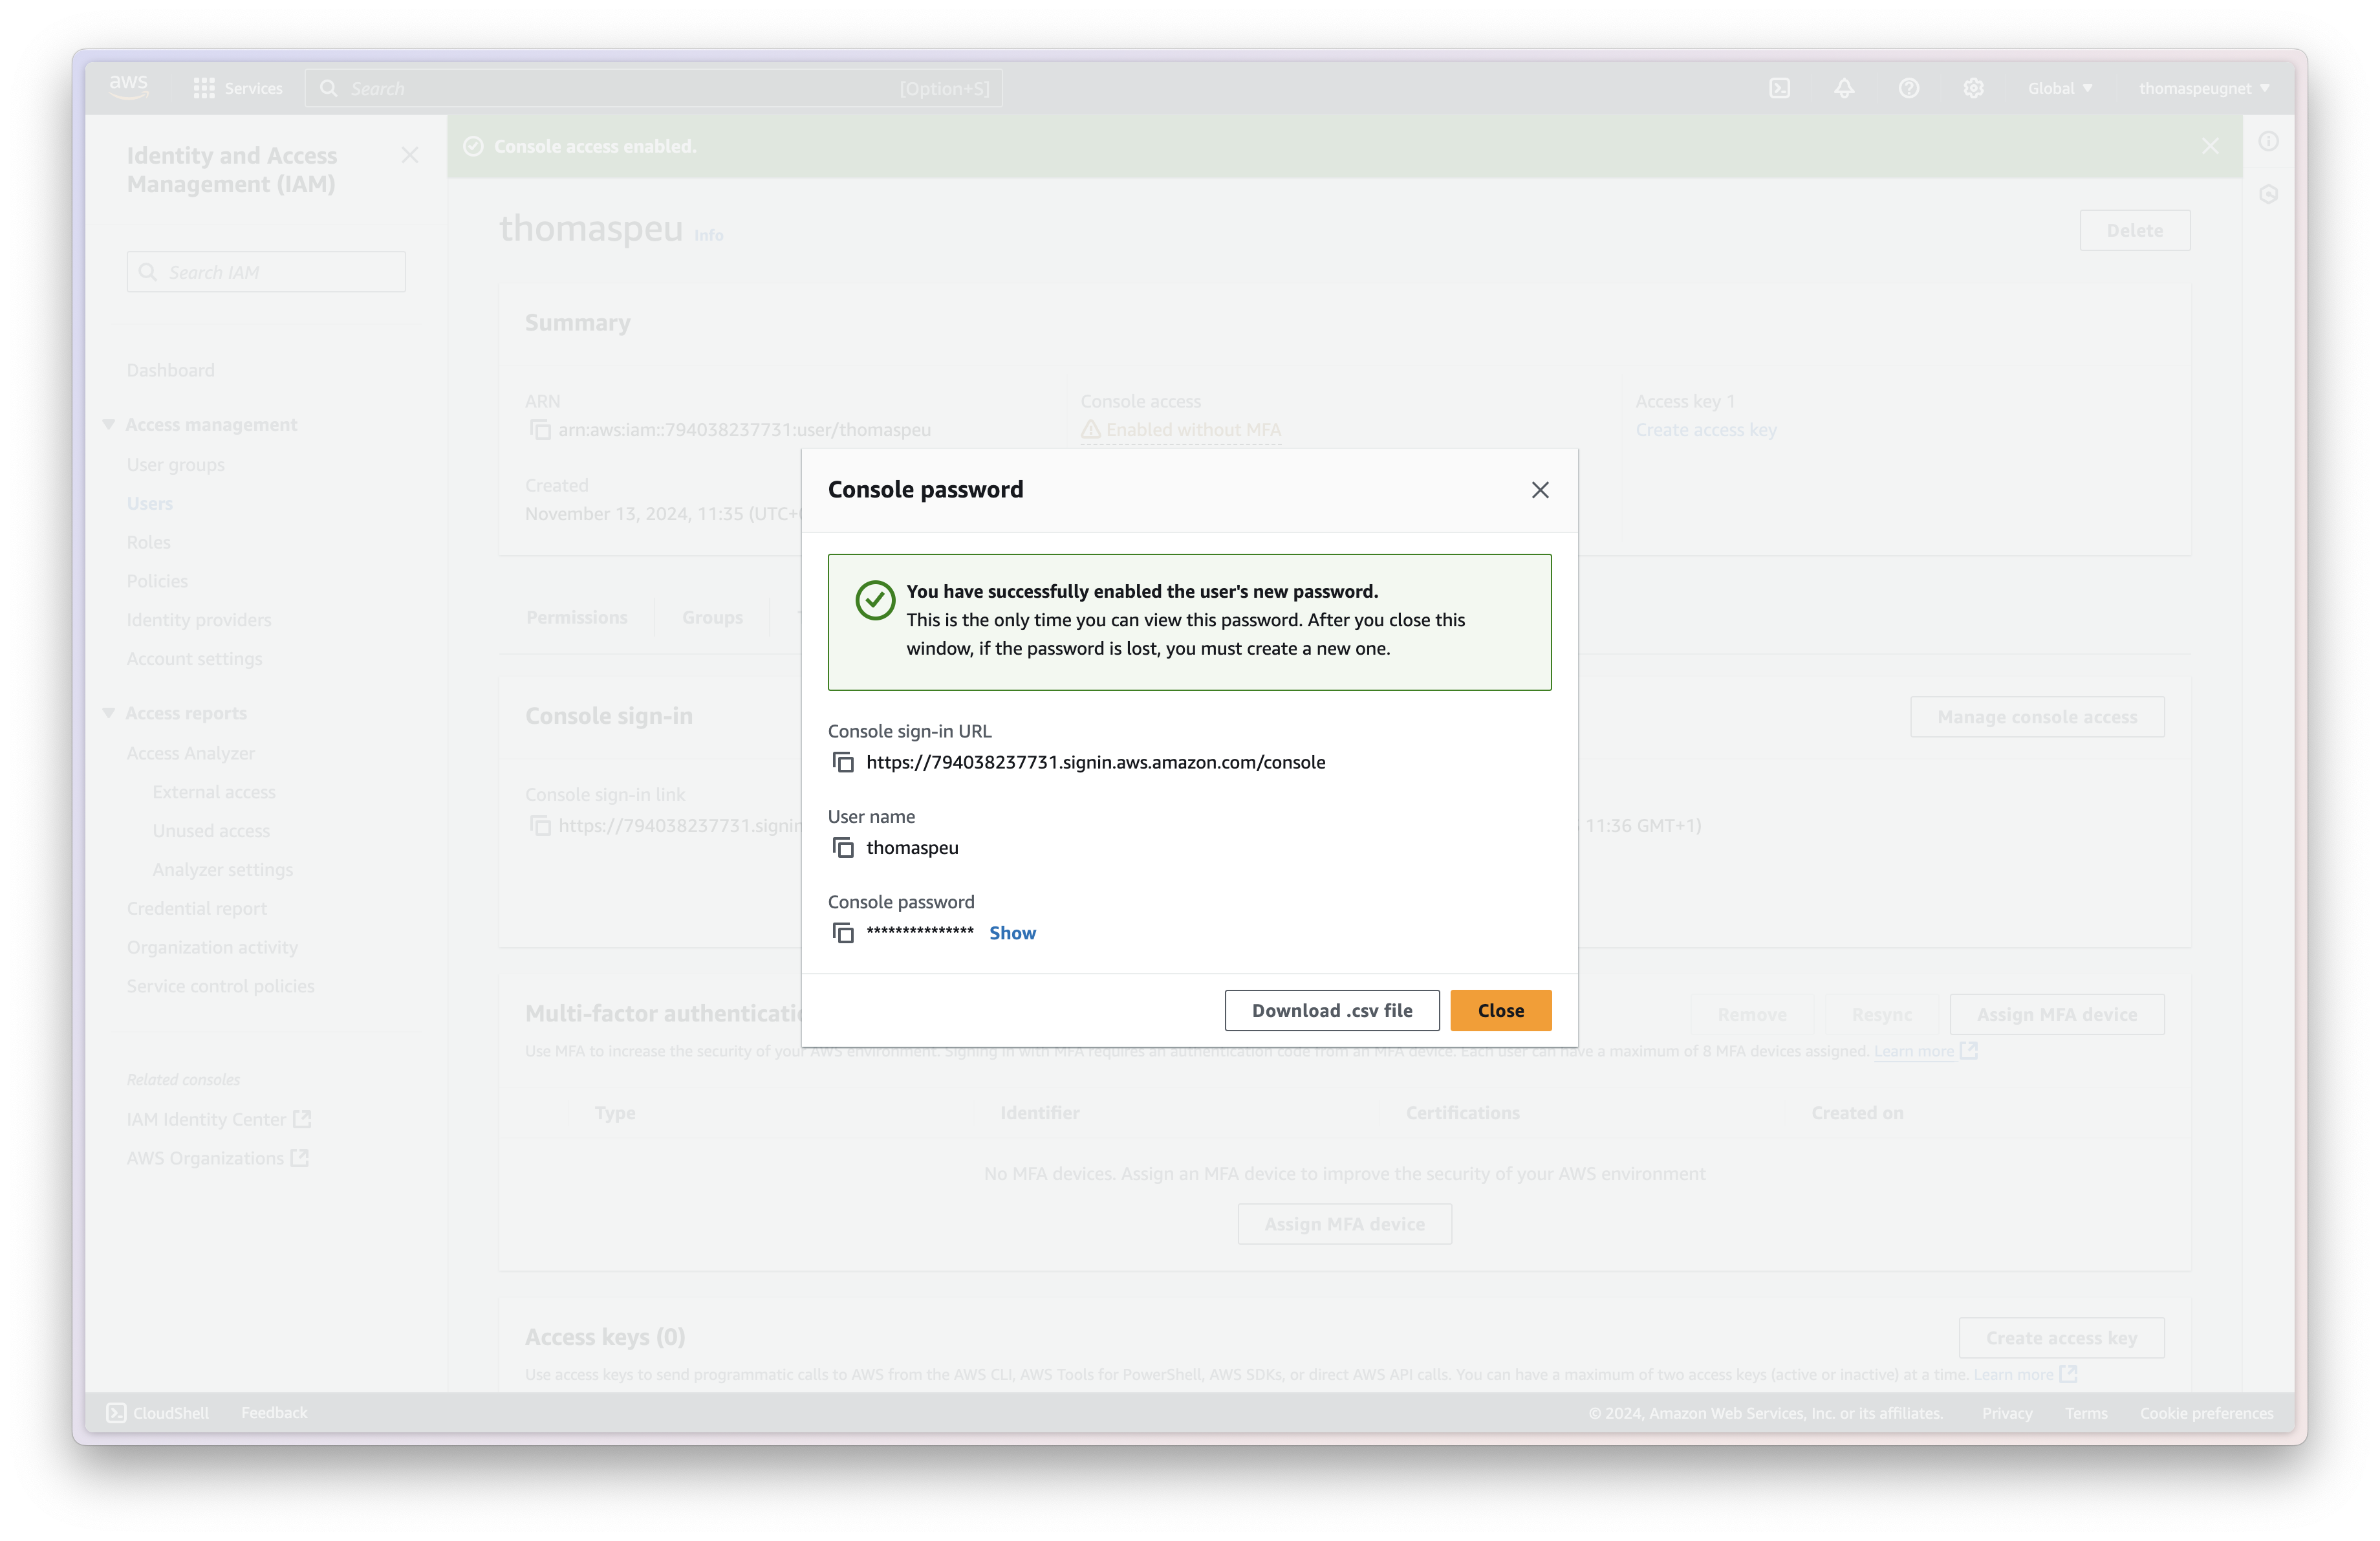 aws
Services
Search
[Option+S]
Global
thomaspeugnet
Identity and Access
Management (IAM)
Search IAM
Dashboard
Access management
User groups
Users
Roles
Policies
Identity providers
Account settings
Access reports
Access Analyzer
External access
Unused access
Analyzer settings
Credential report
Organization activity
Service control policies
Related consoles
IAM Identity Center
AWS Organizations
Console access enabled.
thomaspeu Info
Delete
Summary
ARN
arn:aws:iam::794038237731:user/thomaspeu
Console access
Enabled without MFA
Access key 1
Create access key
Created
November 13, 2024, 11:35 (UTC+
Permissions
Groups
Console sign-in
Manage console access
Console sign-in link
https://794038237731.signin
11:36 GMT+1)
Console password
You have successfully enabled the user's new password.
This is the only time you can view this password. After you close this
window, if the password is lost, you must create a new one.
Console sign-in URL
https://794038237731.signin.aws.amazon.com/console
User name
thomaspeu
Console password
*************** Show
Download .csv file
Close
Multi-factor authenticatio
Remove
Resync
Assign MFA device
Use MFA to increase the security of your AWS environment. Signing in with MFA requires an authentication code from an MFA device. Each user can have a maximum of 8 MFA devices assigned. Learn more
Type
Identifier
Certifications
Created on
No MFA devices. Assign an MFA device to improve the security of your AWS environment
Assign MFA device
Access keys (0)
Create access key
Use access keys to send programmatic calls to AWS from the AWS CLI, AWS Tools for PowerShell, AWS SDKs, or direct AWS API calls. You can have a maximum of two access keys (active or inactive) at a time. Learn more
CloudShell
Feedback
© 2024, Amazon Web Services, Inc. or its affiliates.
Privacy
Terms
Cookie preferences